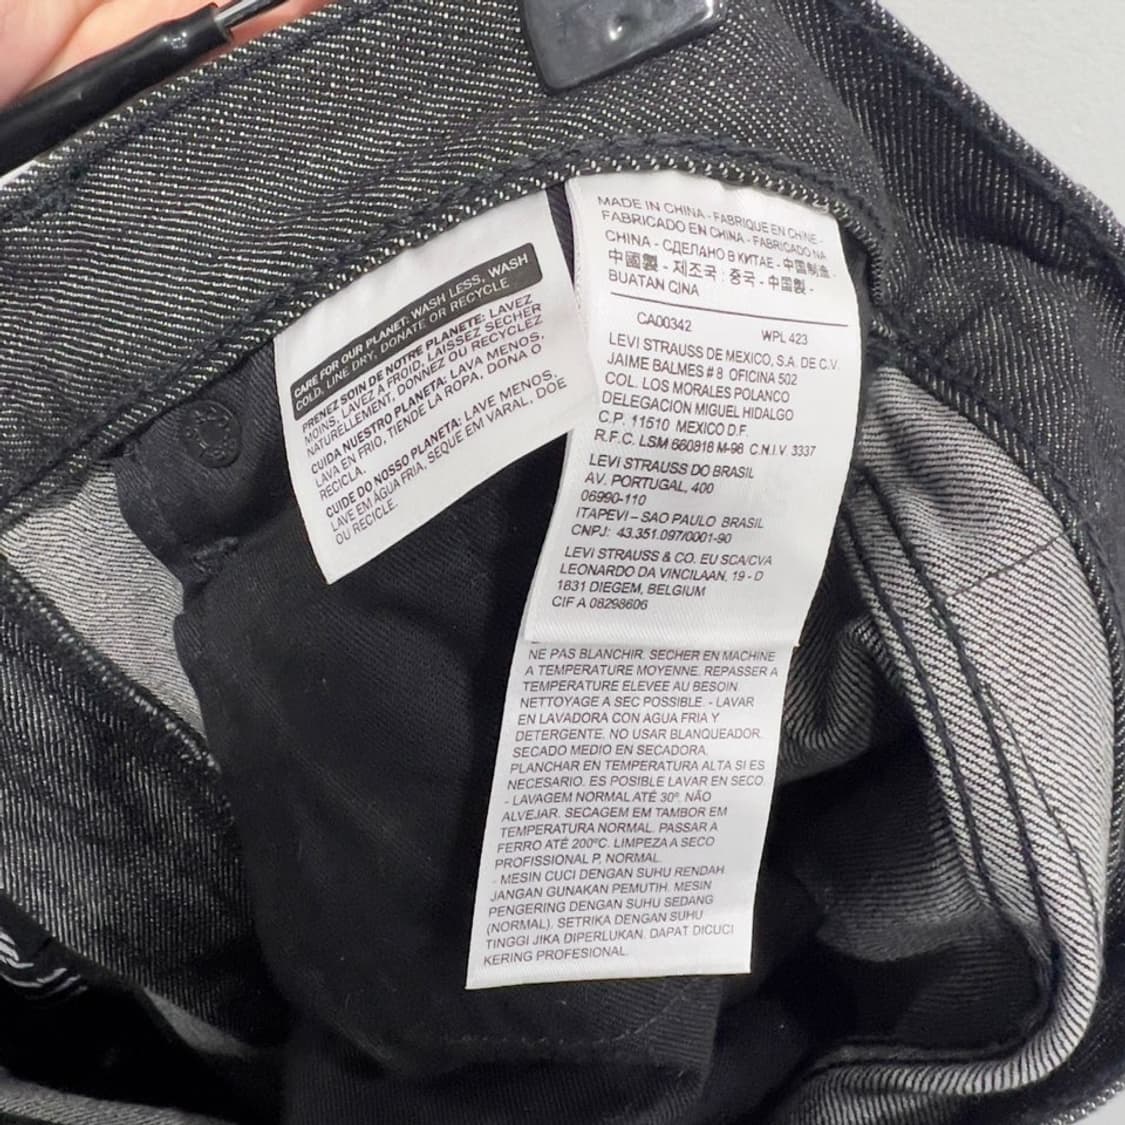 CARE FOR OUR PLANET: WASH LESS, WASH
COLD, LINE DRY, DONATE OR RECYCLE
PRENEZ SOIN DE NOTRE PLANETE: LAVEZ
MOINS, LAVEZ A FROID, LAISSEZ SECHER
NATURELLEMENT, DONNEZ OU RECYCLEZ
CUIDA NUESTRO PLANETA: LAVA MENOS,
LAVA EN FRIO, TIENDE LA ROPA, DONA O
RECICLA.
CUIDE DO NOSSO PLANETA: LAVE MENOS,
LAVE EM ÁGUA FRIA, SEQUE EM VARAL, DOE
OU RECICLE.
MADE IN CHINA - FABRIQUE EN CHINE -
FABRICADO EN CHINA - FABRICADO NA
CHINA - СДЕЛАНО В КИТАЕ - 中国制造 -
中國製 - 제조국 : 중국 - 中国製 -
BUATAN CINA
CA00342 WPL 423
LEVI STRAUSS DE MEXICO, S.A. DE C.V.
JAIME BALMES # 8 OFICINA 502
COL. LOS MORALES POLANCO
DELEGACION MIGUEL HIDALGO
C.P. 11510 MEXICO D.F.
R.F.C. LSM 660818 M-96 C.N.I.V. 3337
LEVI STRAUSS DO BRASIL
AV. PORTUGAL, 400
06990-110
ITAPEVI – SAO PAULO BRASIL
CNPJ: 43.351.097/0001-90
LEVI STRAUSS & CO. EU SCA/CVA
LEONARDO DA VINCILAAN, 19 - D
1831 DIEGEM, BELGIUM
CIF A 08298606
NE PAS BLANCHIR. SECHER EN MACHINE
A TEMPERATURE MOYENNE. REPASSER A
TEMPERATURE ELEVEE AU BESOIN.
NETTOYAGE A SEC POSSIBLE. - LAVAR
EN LAVADORA CON AGUA FRIA Y
DETERGENTE, NO USAR BLANQUEADOR.
SECADO MEDIO EN SECADORA,
PLANCHAR EN TEMPERATURA ALTA SI ES
NECESARIO. ES POSIBLE LAVAR EN SECO.
- LAVAGEM NORMAL ATÉ 30º. NÃO
ALVEJAR. SECAGEM EM TAMBOR EM
TEMPERATURA NORMAL. PASSAR A
FERRO ATÉ 200ºC. LIMPEZA A SECO
PROFISSIONAL P. NORMAL.
- MESIN CUCI DENGAN SUHU RENDAH.
JANGAN GUNAKAN PEMUTIH. MESIN
PENGERING DENGAN SUHU SEDANG
(NORMAL). SETRIKA DENGAN SUHU
TINGGI JIKA DIPERLUKAN. DAPAT DICUCI
KERING PROFESIONAL.